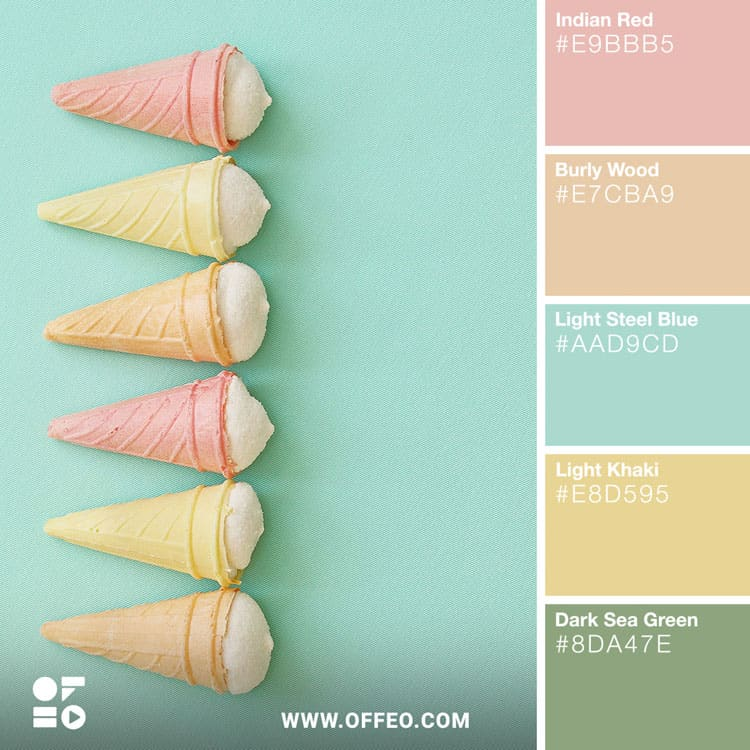 Indian Red
#E9BBB5
Burly Wood
#E7CBA9
Light Steel Blue
#AAD9CD
Light Khaki
#E8D595
Dark Sea Green
#8DA47E
OFFEO
WWW.OFFEO.COM